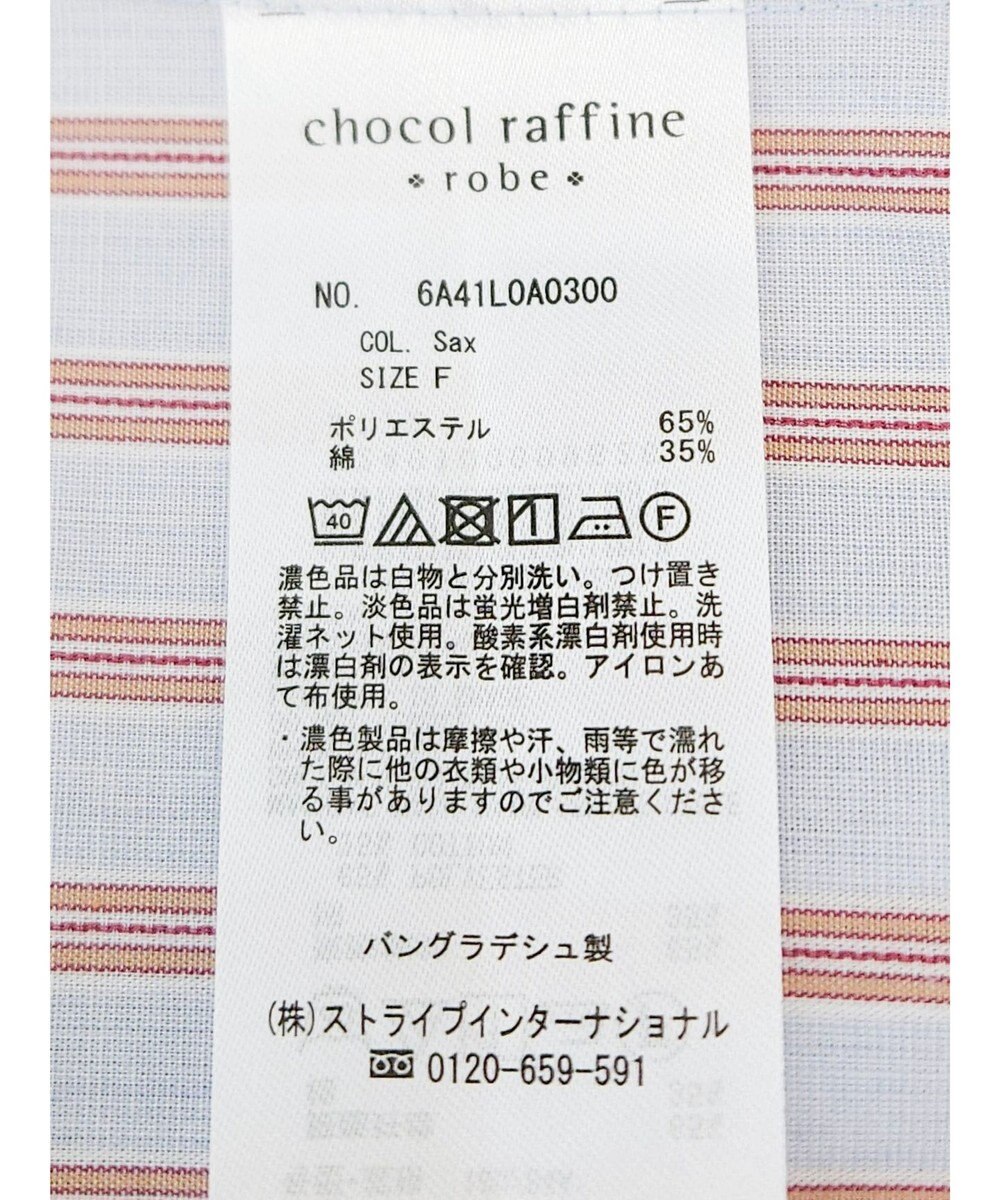 chocol raffine
robe
NO. 6A41L0A0300
COL. Sax
SIZE F
ポリエステル 65%
綿 35%
40 F
濃色品は白物と分別洗い。つけ置き
禁止。淡色品は蛍光増白剤禁止。洗
濯ネット使用。酸素系漂白剤使用時
は漂白剤の表示を確認。アイロンあ
て布使用。
・濃色製品は摩擦や汗、雨等で濡れ
た際に他の衣類や小物類に色が移
る事がありますのでご注意くださ
い。
バングラデシュ製
(株)ストライプインターナショナル
0120-659-591